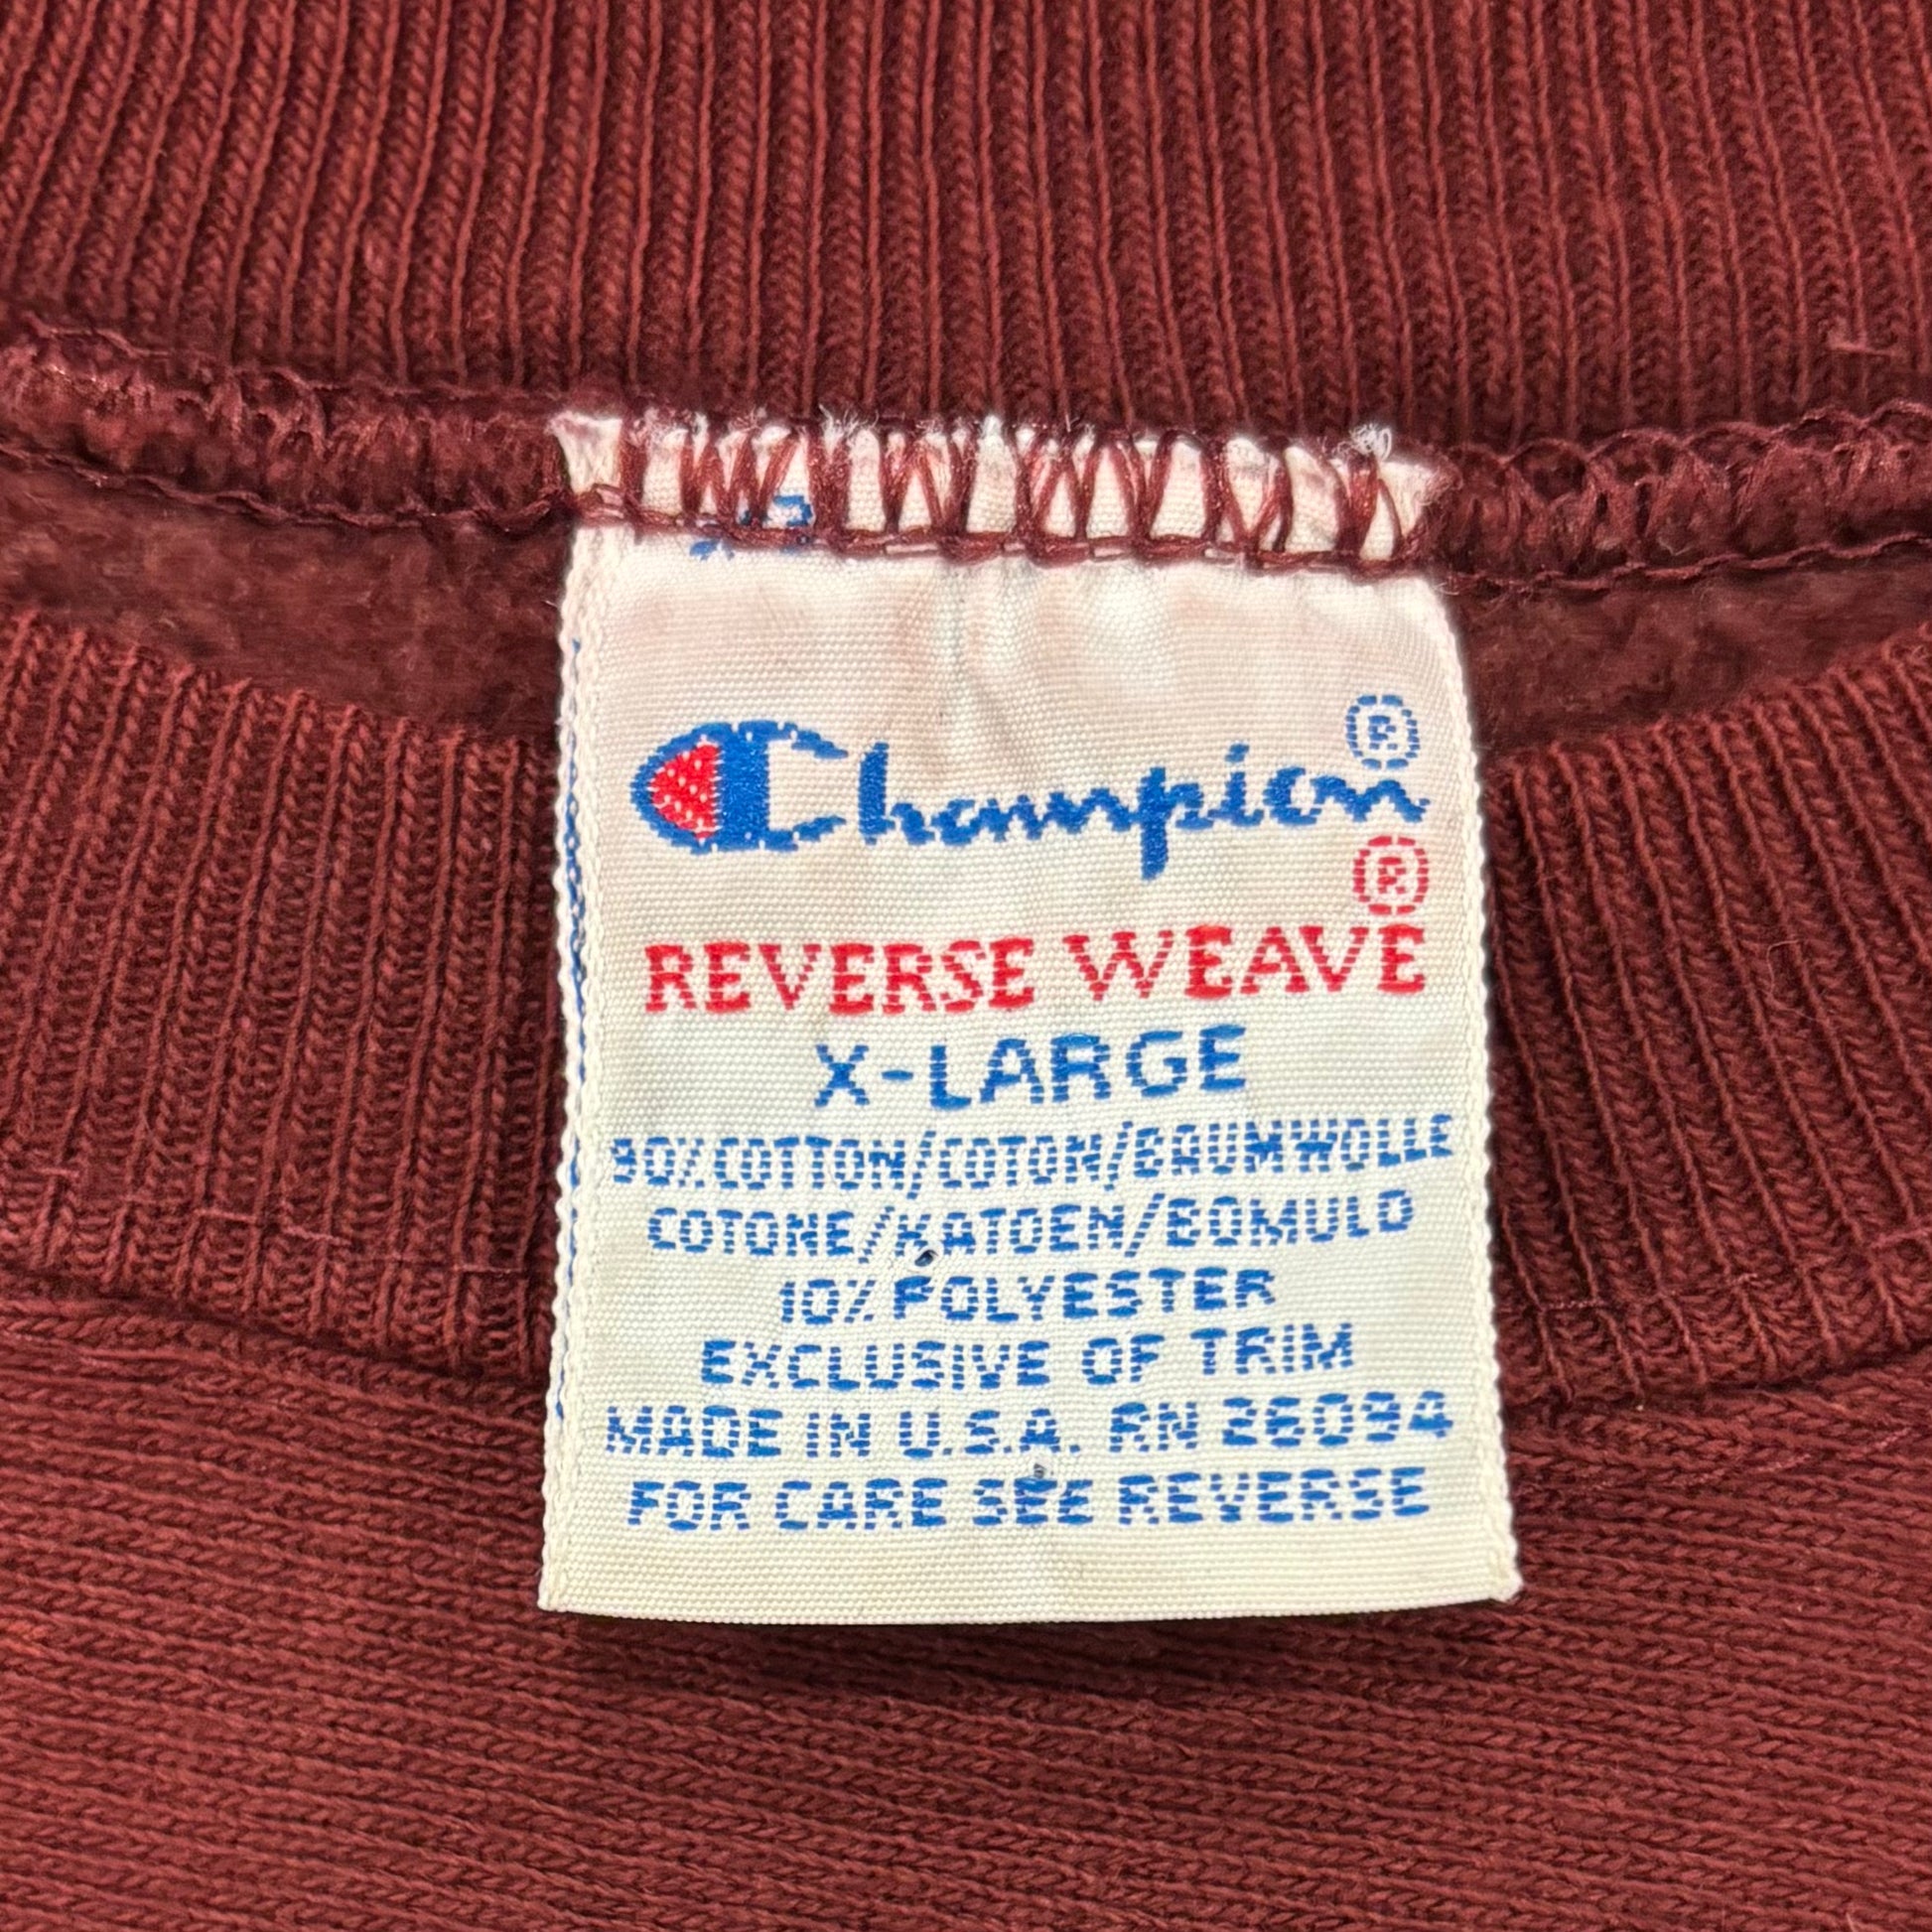 Champion®
®
REVERSE WEAVE
X-LARGE
90% COTTON/COTON/BAUMWOLLE
COTONE/KATOEN/BOMULD
10% POLYESTER
EXCLUSIVE OF TRIM
MADE IN U.S.A. RN 26094
FOR CARE SEE REVERSE